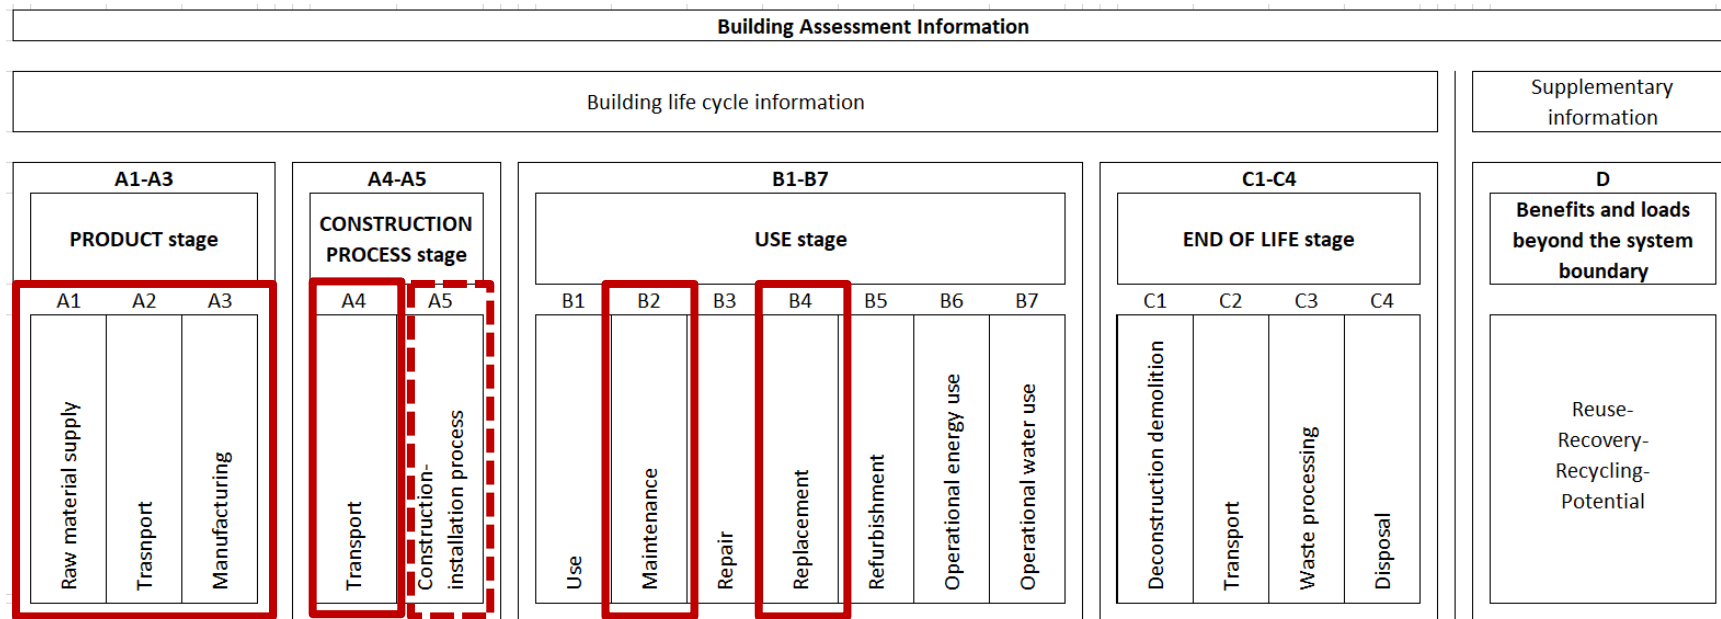 Building Assessment Information
Building life cycle information
Supplementary
information
A1-A3
PRODUCT stage
A4-A5
CONSTRUCTION
PROCESS stage
B1-B7
USE stage
C1-C4
END OF LIFE stage
D
Benefits and loads
beyond the system
boundary
A1
A2
A3
A4
A5
B1
B2
B3
B4
B5
B6
B7
C1
C2
C3
C4
Raw material supply
Trasnport
Manufacturing
Transport
Construction-
installation process
Use
Maintenance
Repair
Replacement
Refurbishment
Operational energy use
Operational water use
Deconstruction demolition
Transport
Waste processing
Disposal
Reuse-
Recovery-
Recycling-
Potential